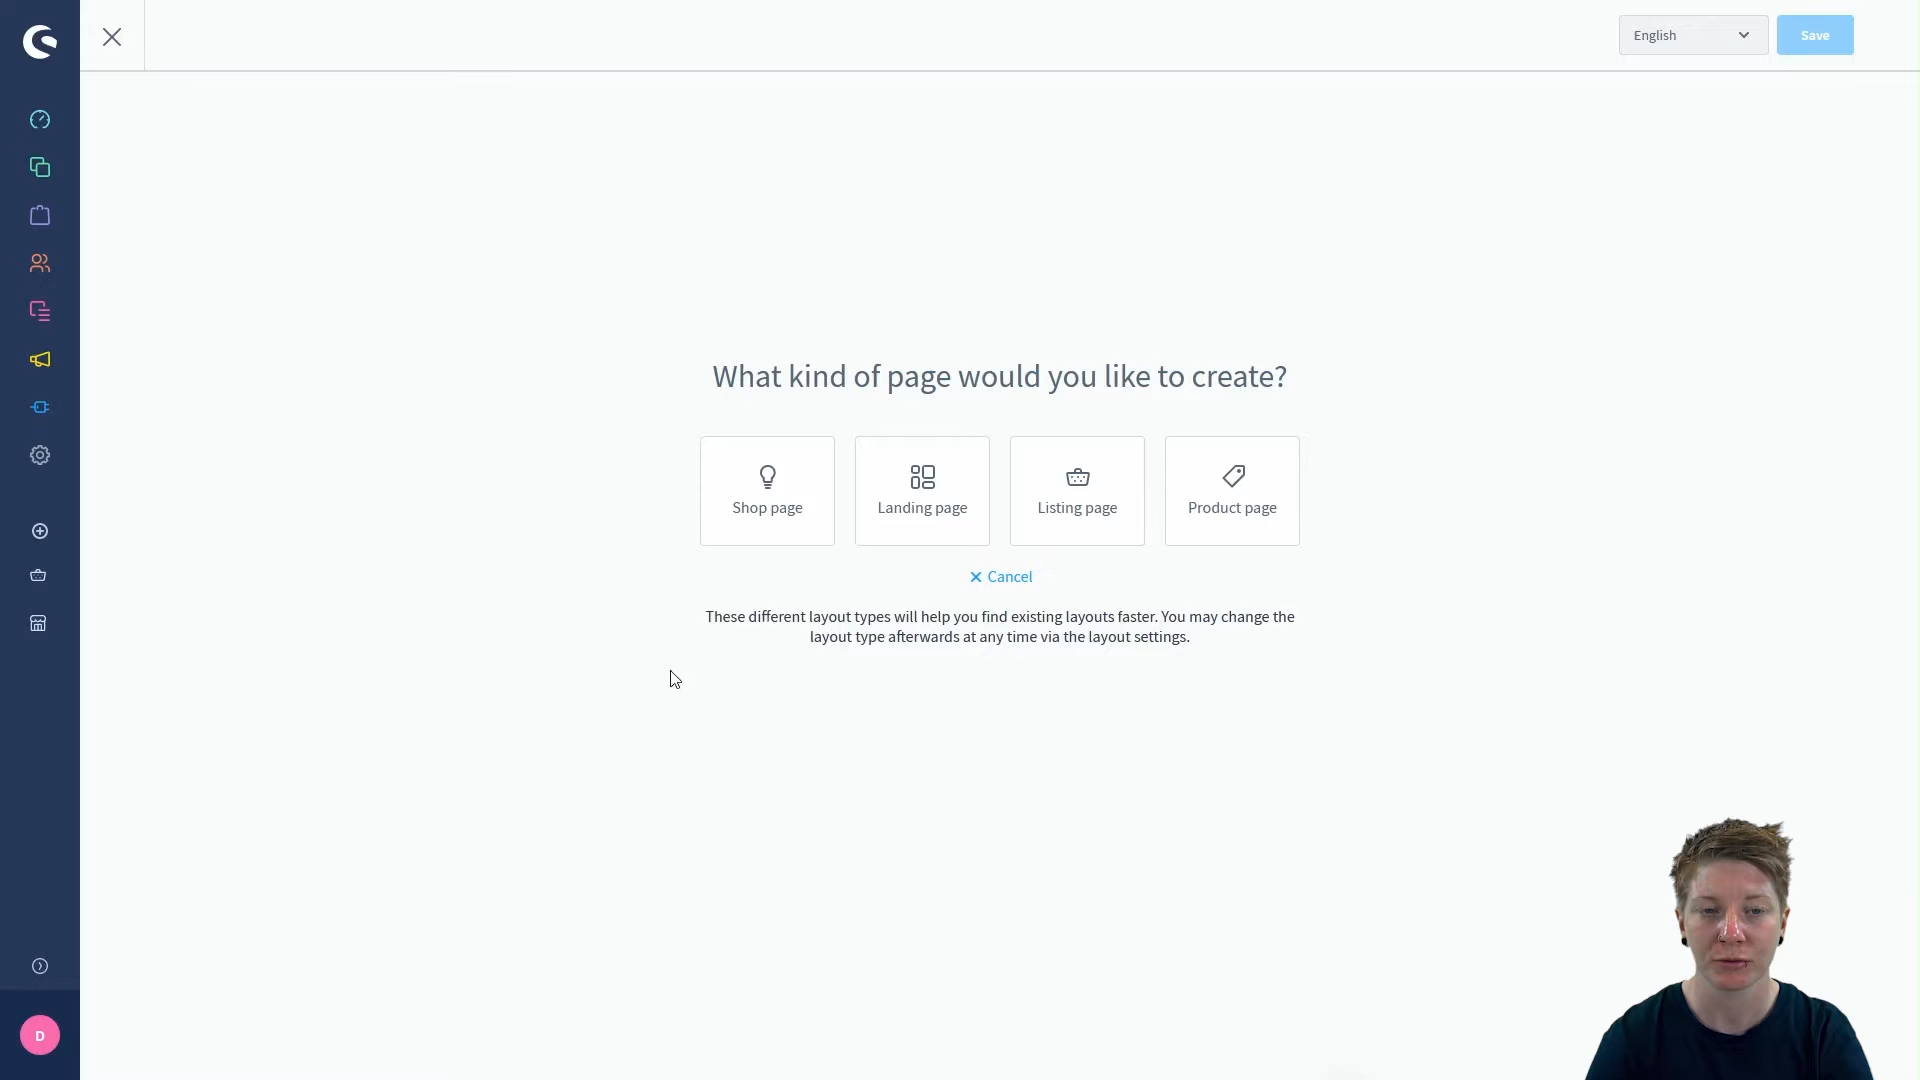 English
Save
What kind of page would you like to create?
Shop page
Landing page
Listing page
Product page
Cancel
These different layout types will help you find existing layouts faster. You may change the
layout type afterwards at any time via the layout settings.
D